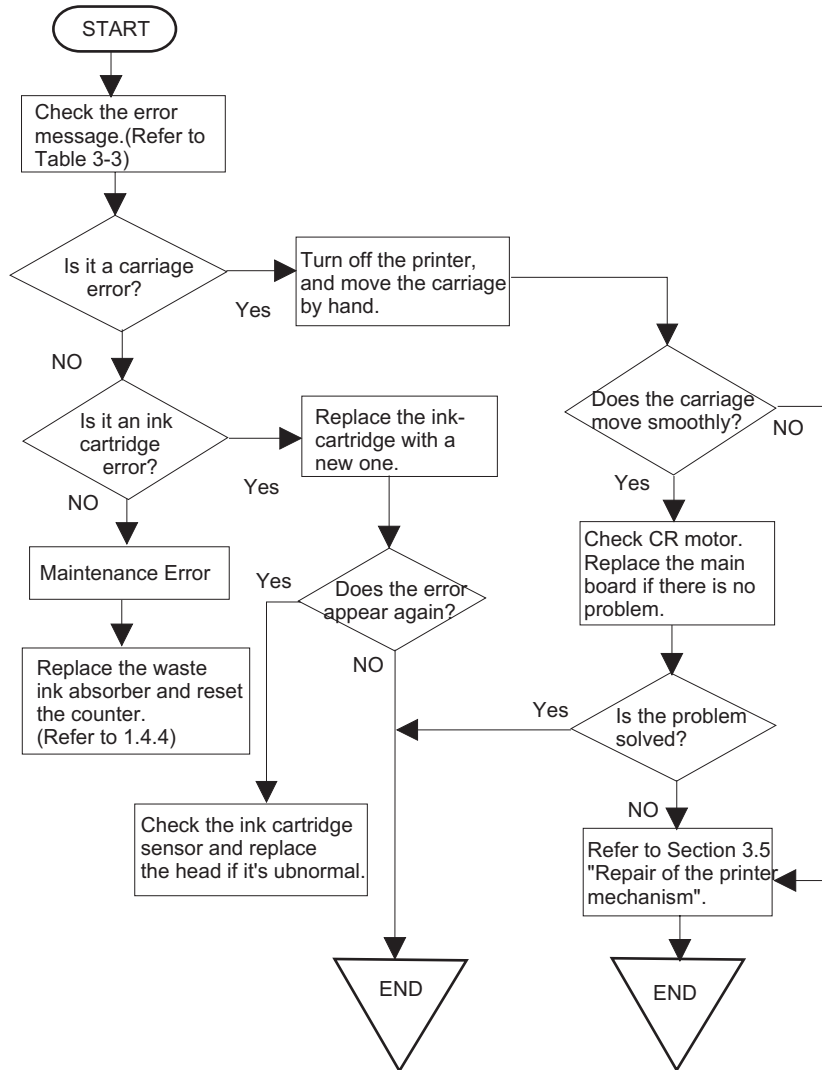 START
Check the error
message.(Refer to
Table 3-3)
Is it a carriage
error?
Yes
Turn off the printer,
and move the carriage
by hand.
NO
Does the carriage
move smoothly?
NO
Yes
Is it an ink
cartridge
error?
Yes
Replace the ink-
cartridge with a
new one.
NO
Check CR motor.
Replace the main
board if there is no
problem.
Maintenance Error
Yes
Does the error
appear again?
NO
Replace the waste
ink absorber and reset
the counter.
(Refer to 1.4.4)
Yes
Is the problem
solved?
NO
Check the ink cartridge
sensor and replace
the head if it's ubnormal.
Refer to Section 3.5
"Repair of the printer
mechanism".
END
END